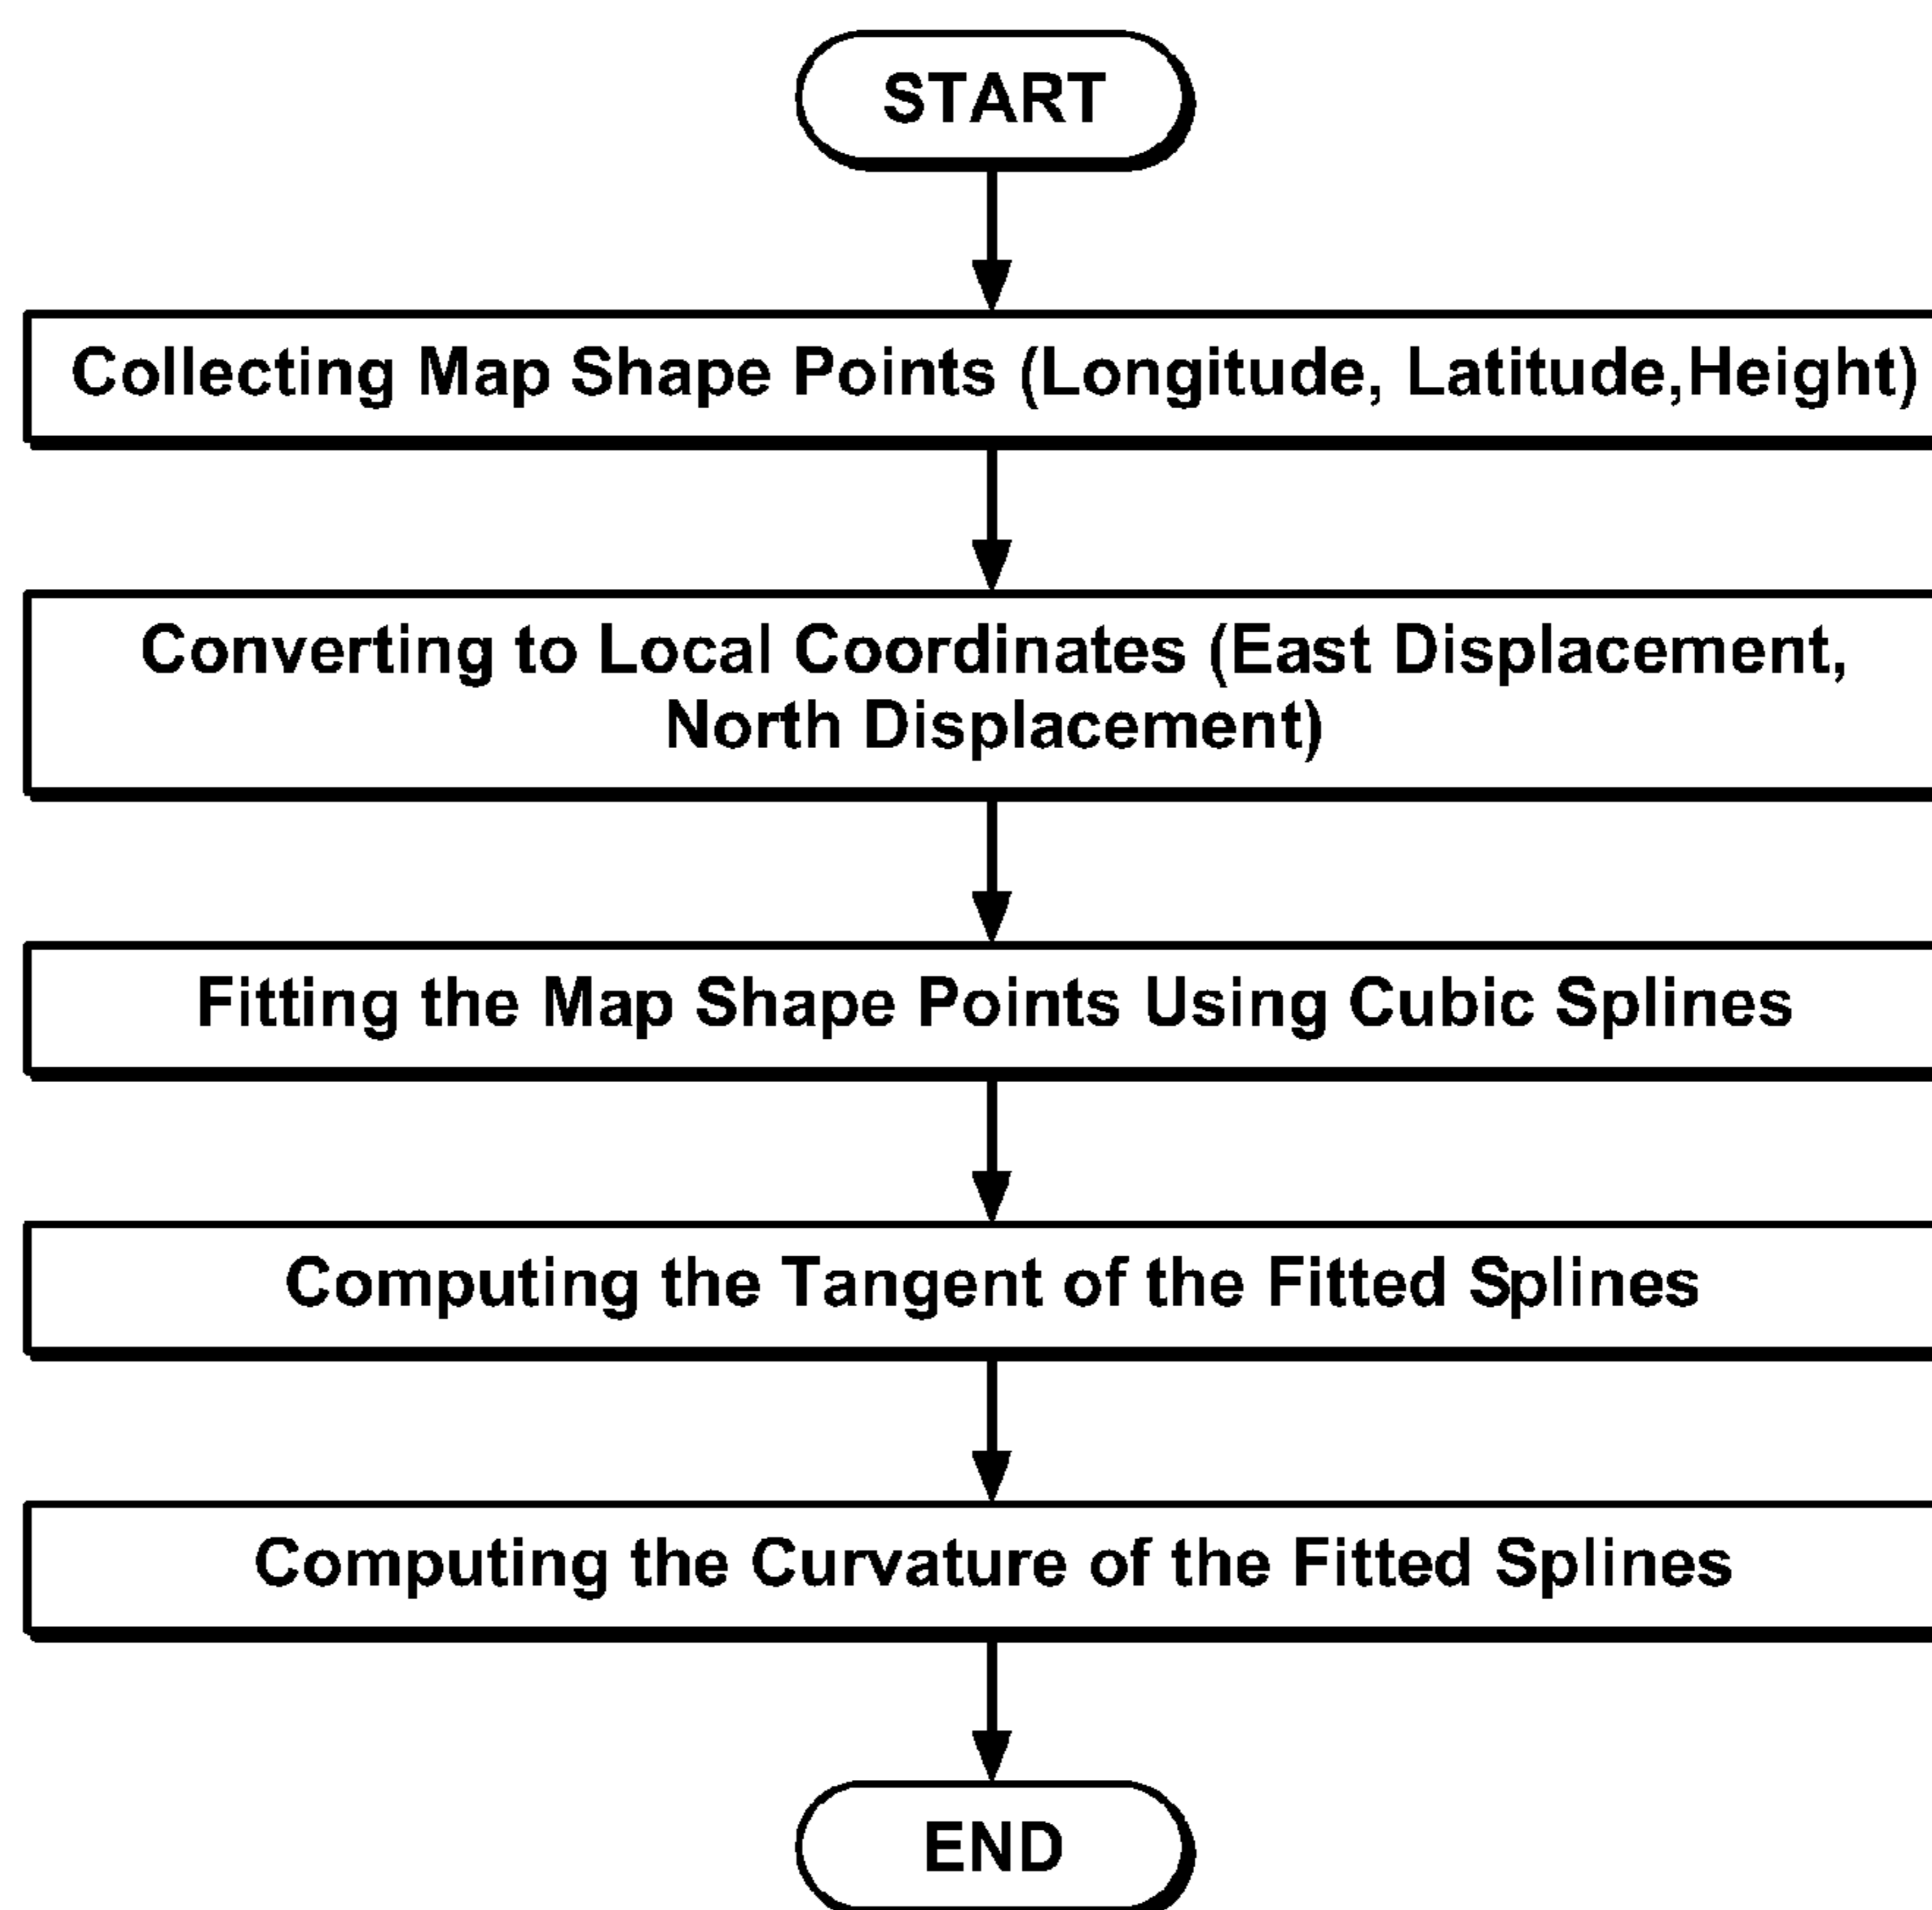 START
Collecting Map Shape Points (Longitude, Latitude,Height)
Converting to Local Coordinates (East Displacement,
North Displacement)
Fitting the Map Shape Points Using Cubic Splines
Computing the Tangent of the Fitted Splines
Computing the Curvature of the Fitted Splines
END